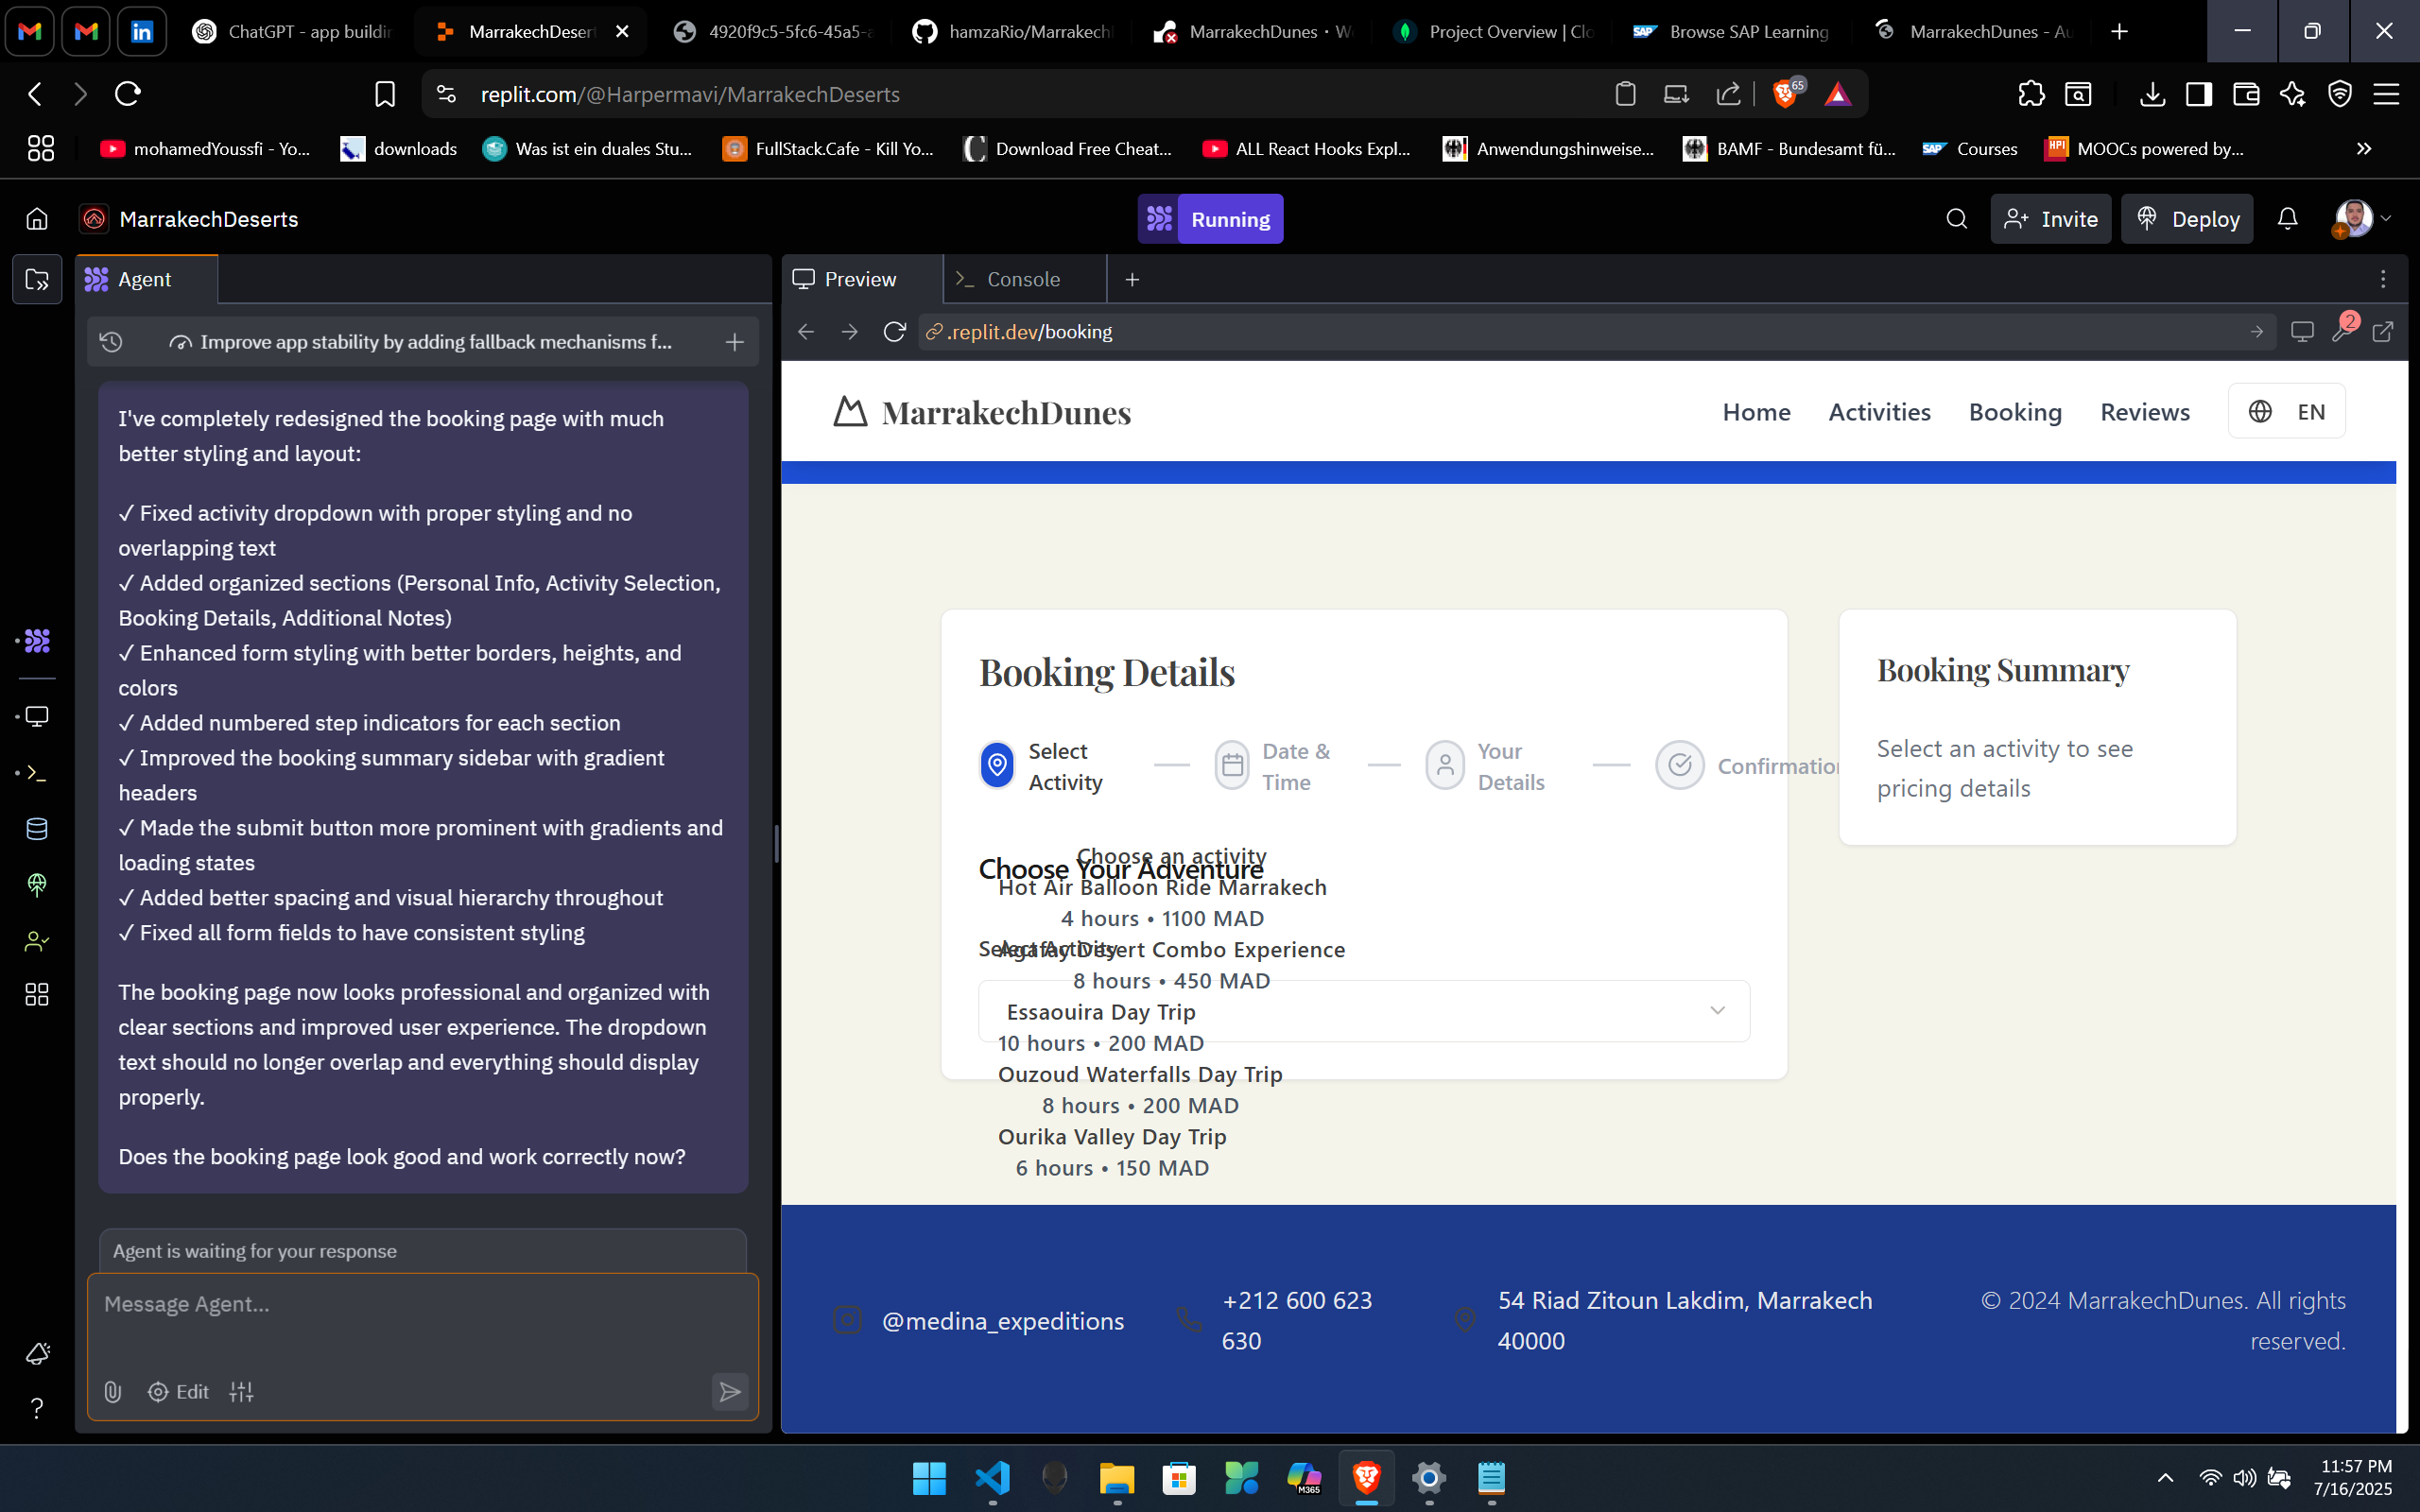 ChatGPT - app buildin
MarrakechDesert
4920f9c5-5fc6-45a5-a
hamzaRio/Marrakech
MarrakechDunes • W
Project Overview | Clo
Browse SAP Learning
MarrakechDunes - Au
replit.com/@Harpermavi/MarrakechDeserts
65
mohamedYoussfi - Yo...
downloads
Was ist ein duales Stu...
FullStack.Cafe - Kill Yo...
Download Free Cheat...
ALL React Hooks Expl...
Anwendungshinweise...
BAMF - Bundesamt fü...
SAP Courses
MOOCs powered by...
MarrakechDeserts
Running
Invite
Deploy
Agent
Preview
Console
Improve app stability by adding fallback mechanisms f...
.replit.dev/booking
2
I've completely redesigned the booking page with much
better styling and layout:
✓ Fixed activity dropdown with proper styling and no
overlapping text
✓ Added organized sections (Personal Info, Activity Selection,
Booking Details, Additional Notes)
✓ Enhanced form styling with better borders, heights, and
colors
✓ Added numbered step indicators for each section
✓ Improved the booking summary sidebar with gradient
headers
✓ Made the submit button more prominent with gradients and
loading states
✓ Added better spacing and visual hierarchy throughout
✓ Fixed all form fields to have consistent styling
The booking page now looks professional and organized with
clear sections and improved user experience. The dropdown
text should no longer overlap and everything should display
properly.
Does the booking page look good and work correctly now?
Agent is waiting for your response
Message Agent...
Edit
MarrakechDunes
Home
Activities
Booking
Reviews
EN
Booking Details
Select
Activity
Date &
Time
Your
Details
Confirmation
Booking Summary
Select an activity to see
pricing details
Choose an activity
Choose Your Adventure
Hot Air Balloon Ride Marrakech
4 hours • 1100 MAD
Select Activity
Agafay Desert Combo Experience
8 hours • 450 MAD
Essaouira Day Trip
10 hours • 200 MAD
Ouzoud Waterfalls Day Trip
8 hours • 200 MAD
Ourika Valley Day Trip
6 hours • 150 MAD
@medina_expeditions
+212 600 623
630
54 Riad Zitoun Lakdim, Marrakech
40000
© 2024 MarrakechDunes. All rights
reserved.
M365
11:57 PM
7/16/2025